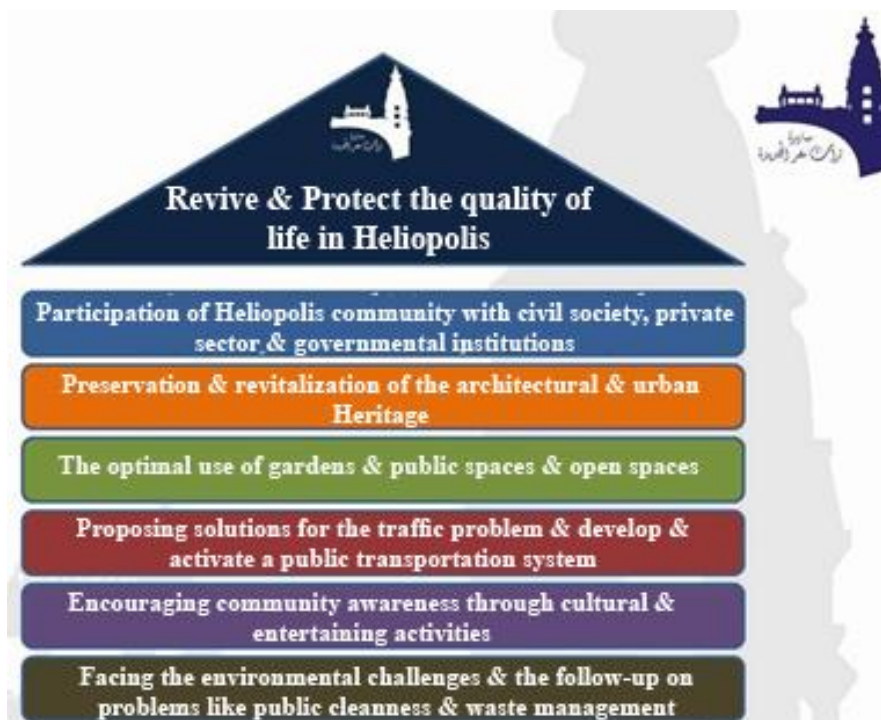 Revive & Protect the quality of
life in Heliopolis
Participation of Heliopolis community with civil society, private
sector & governmental institutions
Preservation & revitalization of the architectural & urban
Heritage
The optimal use of gardens & public spaces & open spaces
Proposing solutions for the traffic problem & develop &
activate a public transportation system
Encouraging community awareness through cultural &
entertaining activities
Facing the environmental challenges & the follow-up on
problems like public cleanness & waste management